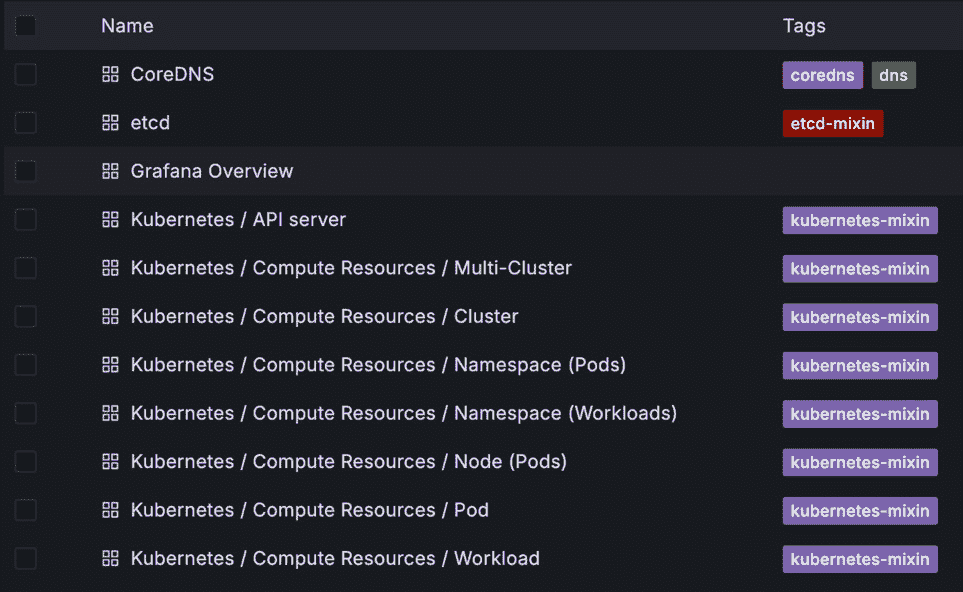 Name Tags
CoreDNS coredns dns
etcd etcd-mixin
Grafana Overview
Kubernetes / API server kubernetes-mixin
Kubernetes / Compute Resources / Multi-Cluster kubernetes-mixin
Kubernetes / Compute Resources / Cluster kubernetes-mixin
Kubernetes / Compute Resources / Namespace (Pods) kubernetes-mixin
Kubernetes / Compute Resources / Namespace (Workloads) kubernetes-mixin
Kubernetes / Compute Resources / Node (Pods) kubernetes-mixin
Kubernetes / Compute Resources / Pod kubernetes-mixin
Kubernetes / Compute Resources / Workload kubernetes-mixin